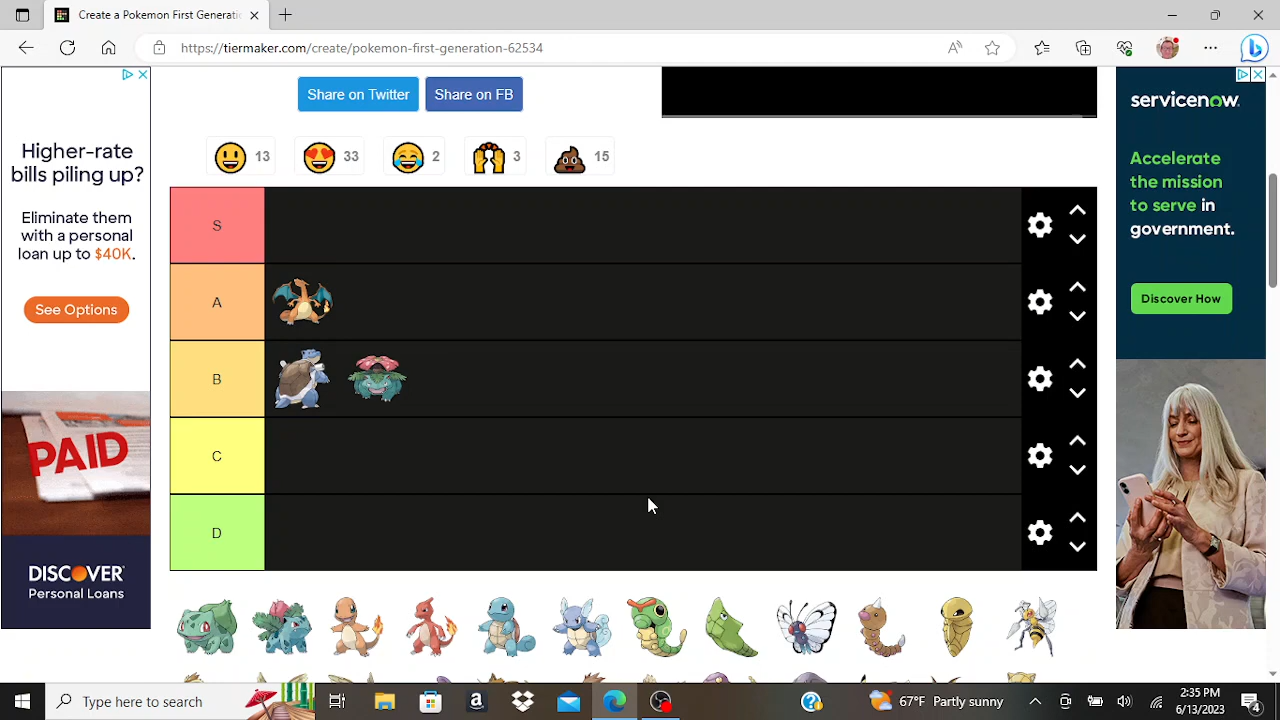 Create a Pokemon First Generatio
https://tiermaker.com/create/pokemon-first-generation-62534
Higher-rate
bills piling up?
Eliminate them
with a personal
loan up to $40K.
See Options
PAID
DISCOVER
Personal Loans
Share on Twitter
Share on FB
13
33
2
3
15
S
A
B
C
D
servicenow.
Accelerate
the mission
to serve in
government.
Discover How
Type here to search
67°F Partly sunny
2:35 PM
6/13/2023
4